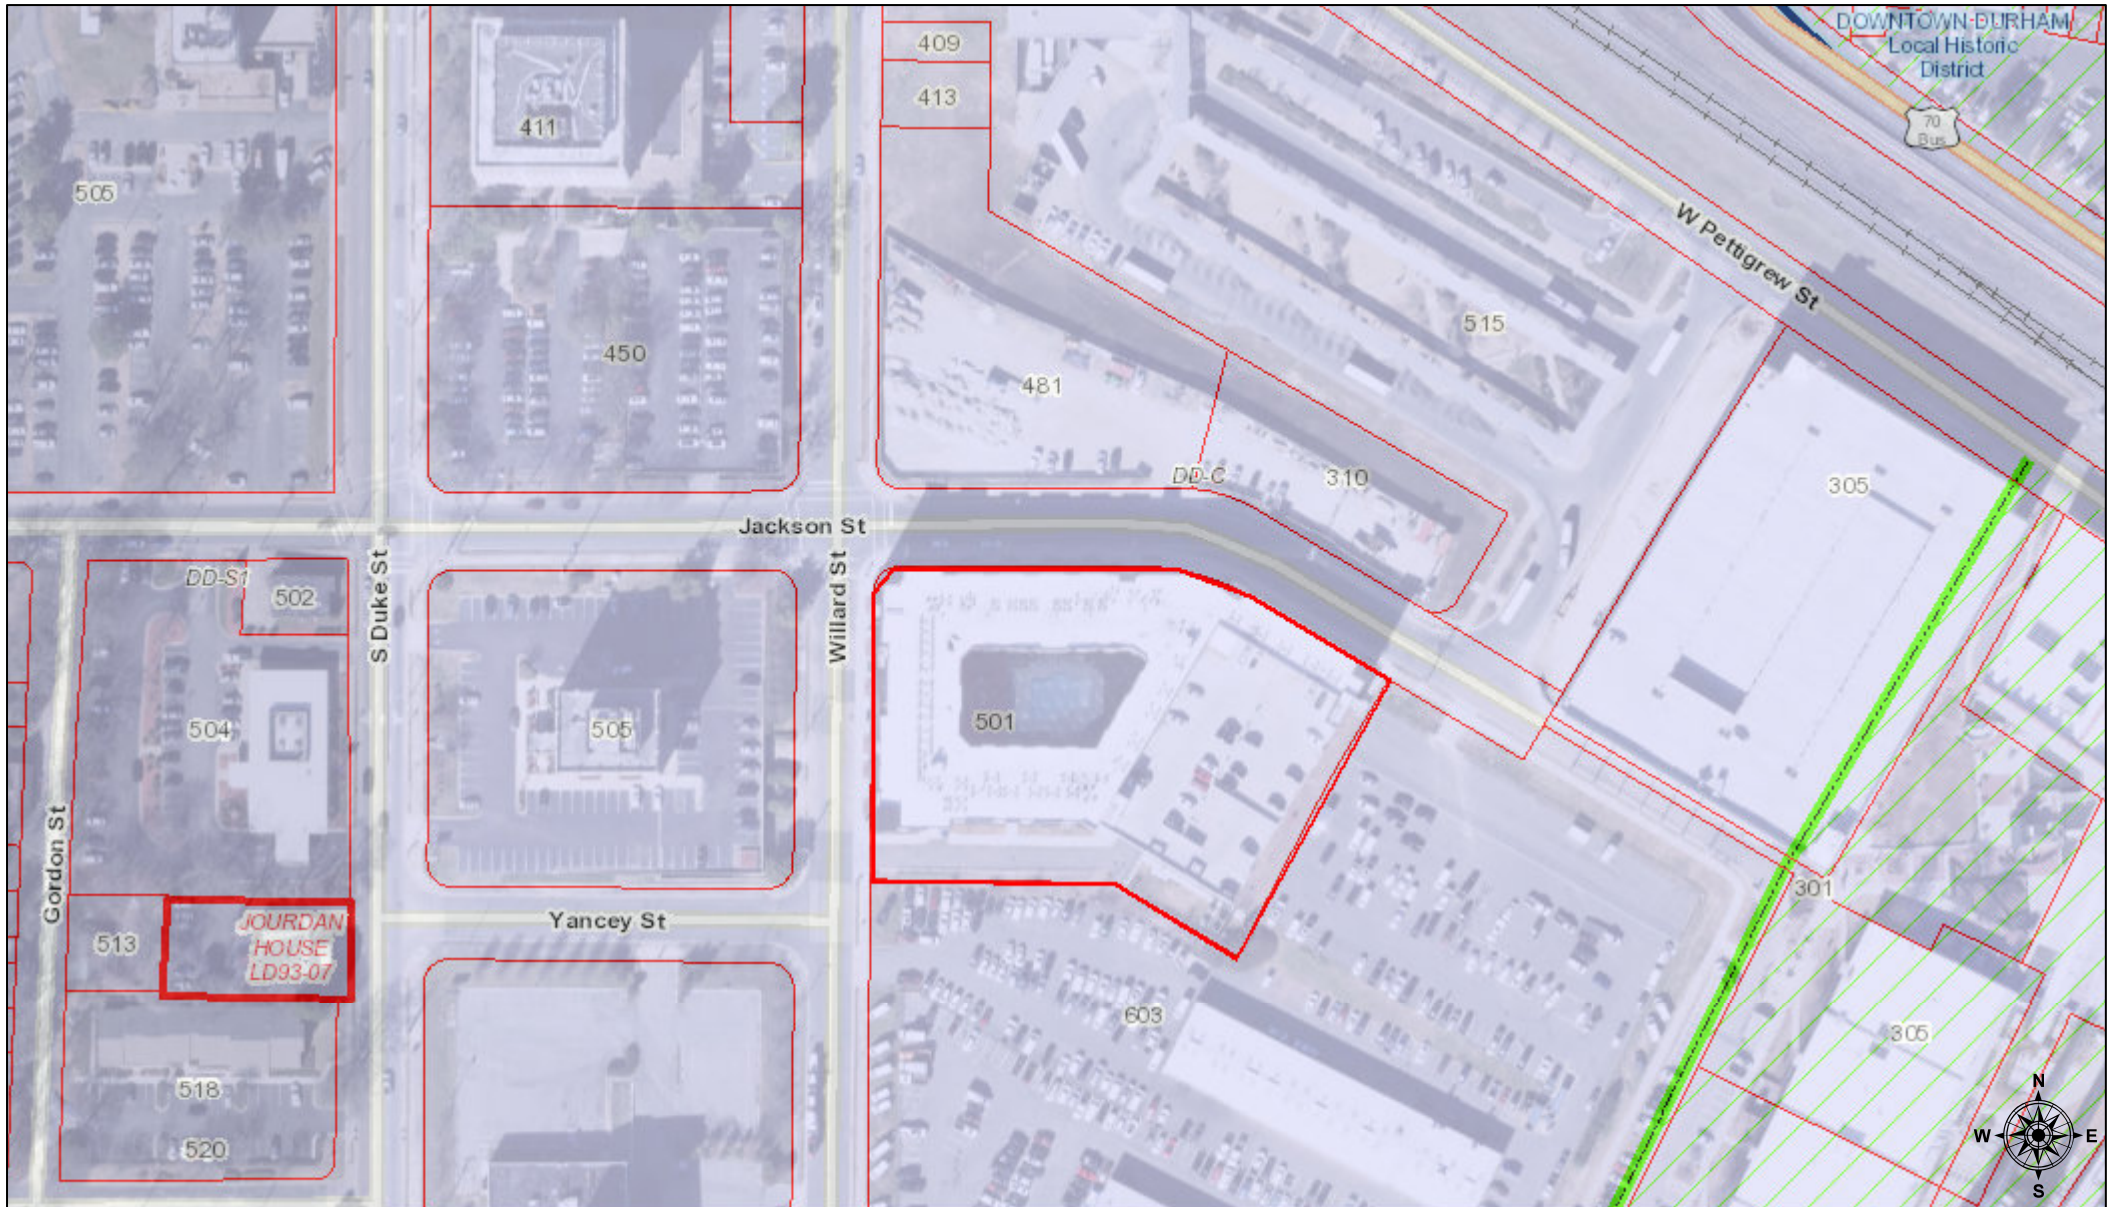 DOWNTOWN DURHAM
Local Historic
District
409
413
411
70
Bus
505
W Pettigrew St
515
450
481
DD-C
310
305
Jackson St
DD-S1
502
S Duke St
Willard St
504
505
501
Gordon St
301
JOURDAN
HOUSE
LD93-07
513
Yancey St
603
305
518
520
N
W
E
S